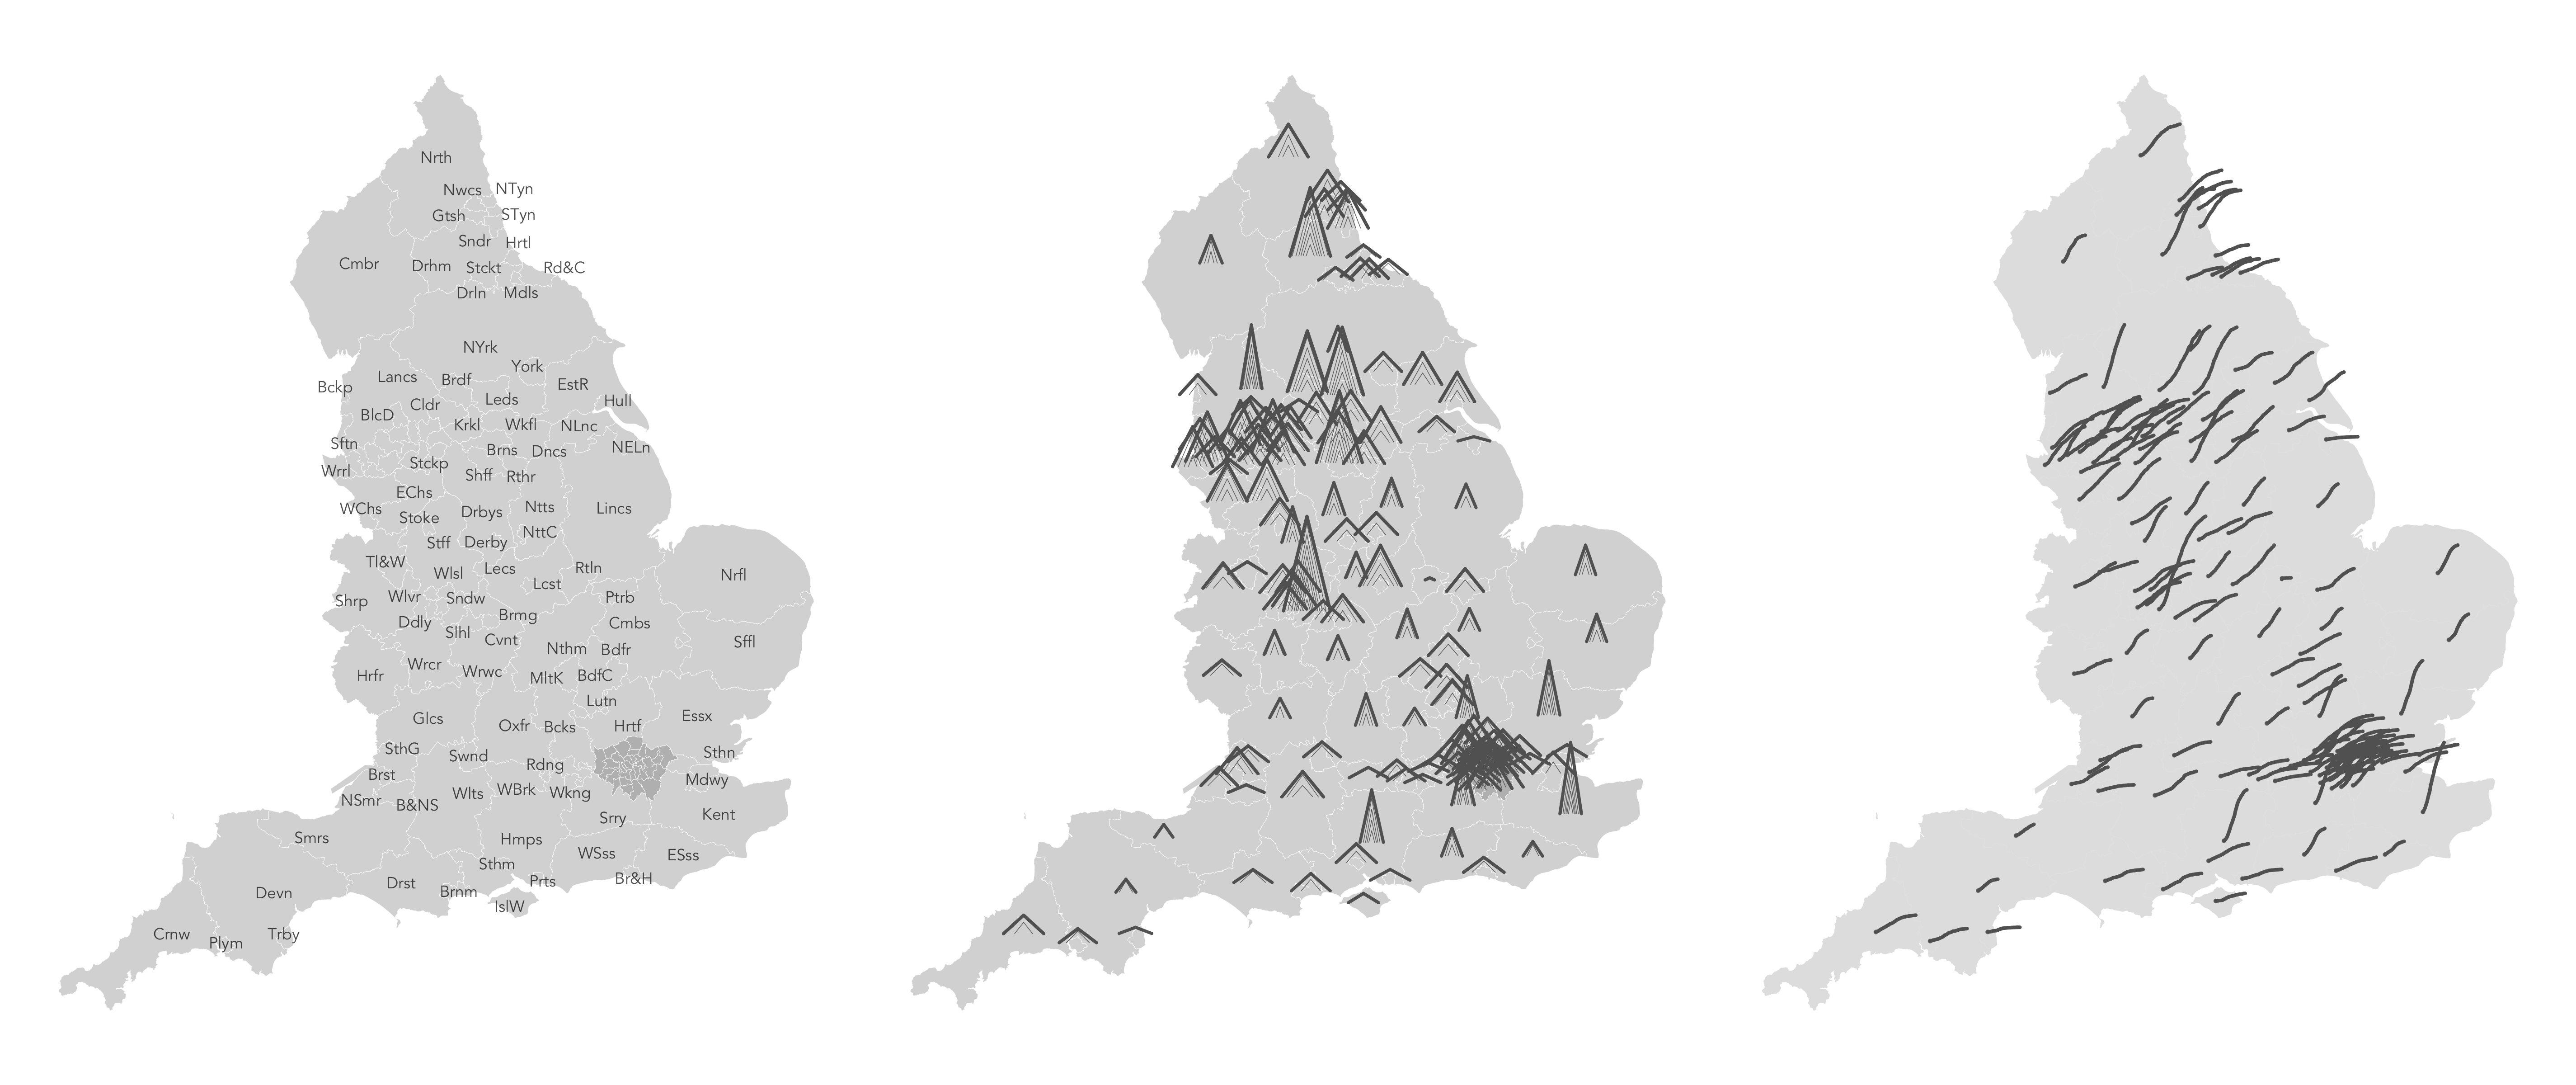 Nrth
Nwcs NTyn
Gtsh STyn
Sndr Hrtl
Cmbr Drhm Stckt Rd&C
Drln Mdls
NYrk
York
Bckp Lancs Brdf EstR
BlcD Cldr Leds Hull
Krkl Wkfl NLnc
Sftn Brns Dncs NELn
Wrrl Stckp Shff Rthr
EChs
WChs Stoke Drbys Ntts Lincs
Stff Derby NttC
Tl&W Wlsl Lecs Rtln Nrfl
Lcst
Shrp Wlvr Sndw Ptrb
Ddly Brmg Cmbs
Slhl Cvnt Nthm Bdfr Sffl
Hrfr Wrcr Wrwc MltK BdfC
Lutn
Glcs Oxfr Bcks Hrtf Essx
SthG Swnd Rdng Sthn
Brst Mdwy
NSmr B&NS Wlts WBrk Wkng
Srry Kent
Smrs Hmps
Sthm WSss ESss
Devn Drst Brnm Prts Br&H
IslW
Crnw Plym Trby